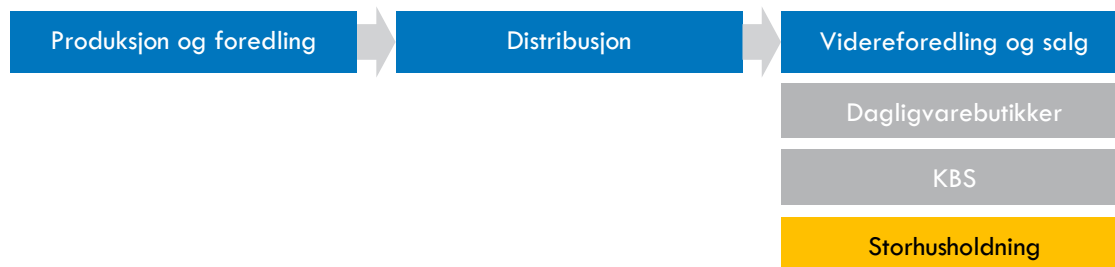 Produksjon og foredling
Distribusjon
Videreforedling og salg
Dagligvarebutikker
KBS
Storhusholdning